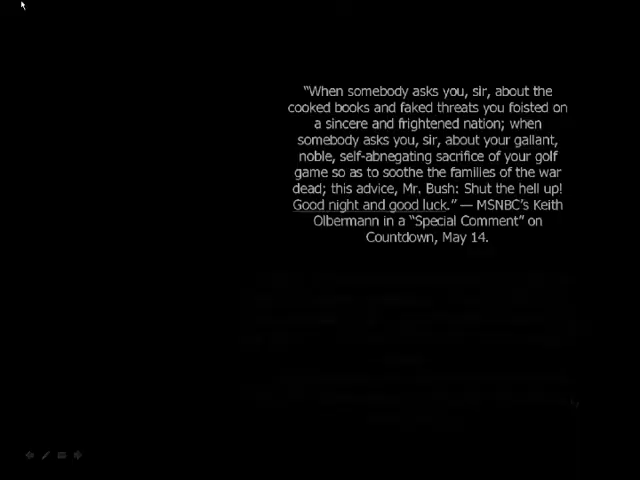 “When somebody asks you, sir, about the
cooked books and faked threats you foisted on
a sincere and frightened nation; when
somebody asks you, sir, about your gallant,
noble, self-abnegating sacrifice of your golf
game so as to soothe the families of the war
dead; this advice, Mr. Bush: Shut the hell up!
Good night and good luck.” — MSNBC’s Keith
Olbermann in a “Special Comment” on
Countdown, May 14.